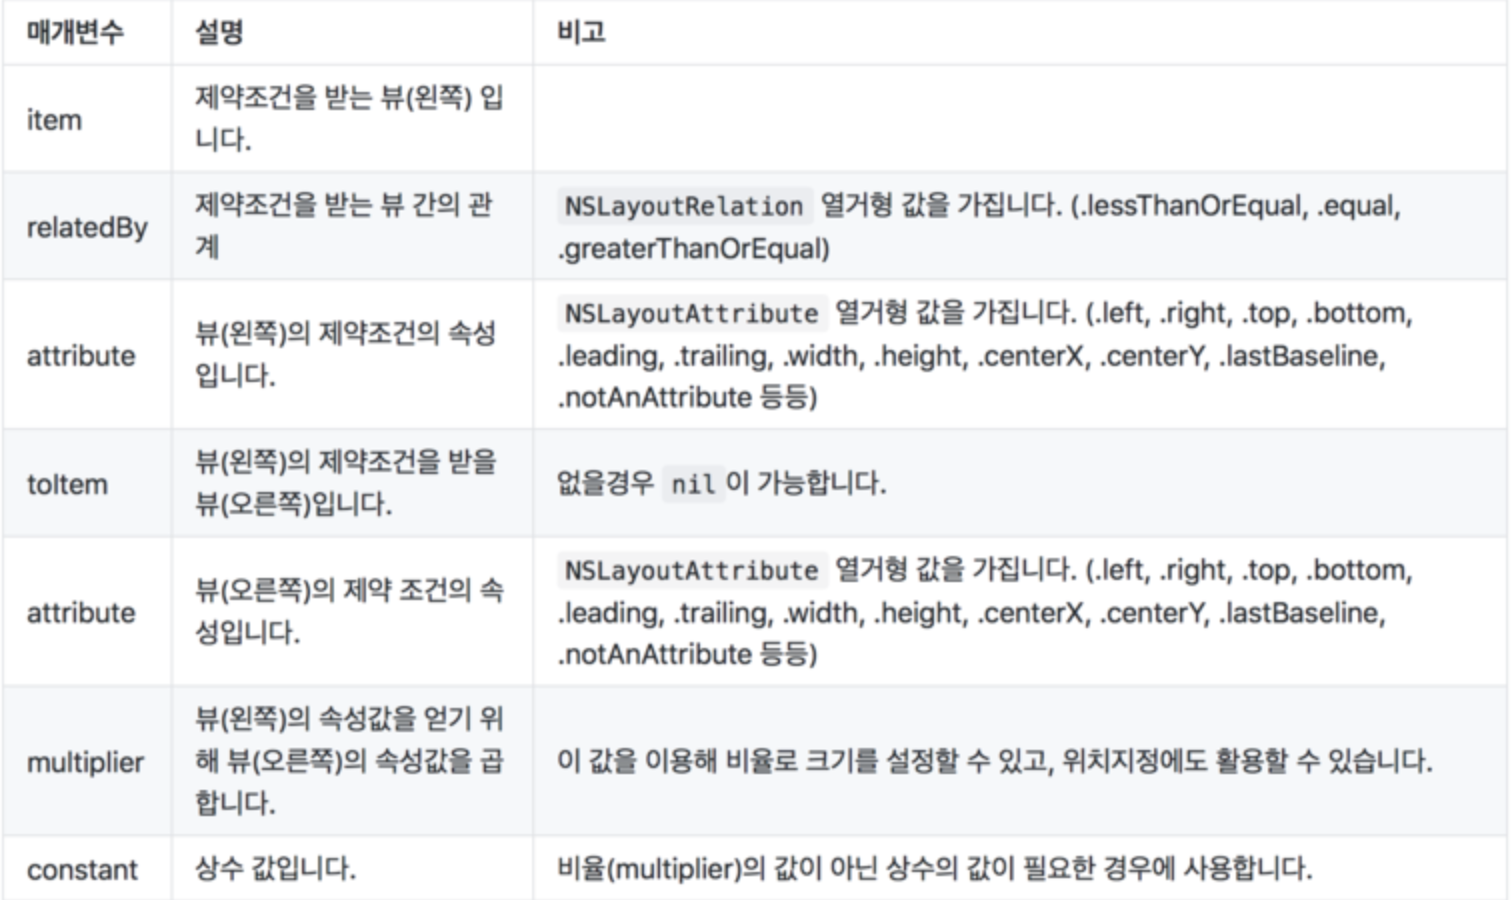 매개변수 설명 비고
item
제약조건을 받는 뷰(왼쪽) 입
니다.
relatedBy
제약조건을 받는 뷰 간의 관
계
NSLayoutRelation 열거형 값을 가집니다. (.lessThanOrEqual, .equal,
.greaterThanOrEqual)
attribute
뷰(왼쪽)의 제약조건의 속성
입니다.
NSLayoutAttribute 열거형 값을 가집니다. (.left, .right, .top, .bottom,
.leading, .trailing, .width, .height, .centerX, .centerY, .lastBaseline,
.notAnAttribute 등등)
toItem
뷰(왼쪽)의 제약조건을 받을
뷰(오른쪽)입니다.
없을경우 nil이 가능합니다.
attribute
뷰(오른쪽)의 제약 조건의 속
성입니다.
NSLayoutAttribute 열거형 값을 가집니다. (.left, .right, .top, .bottom,
.leading, .trailing, .width, .height, .centerX, .centerY, .lastBaseline,
.notAnAttribute 등등)
multiplier
뷰(왼쪽)의 속성값을 얻기 위
해 뷰(오른쪽)의 속성값을 곱
합니다.
이 값을 이용해 비율로 크기를 설정할 수 있고, 위치지정에도 활용할 수 있습니다.
constant
상수 값입니다.
비율(multiplier)의 값이 아닌 상수의 값이 필요한 경우에 사용합니다.